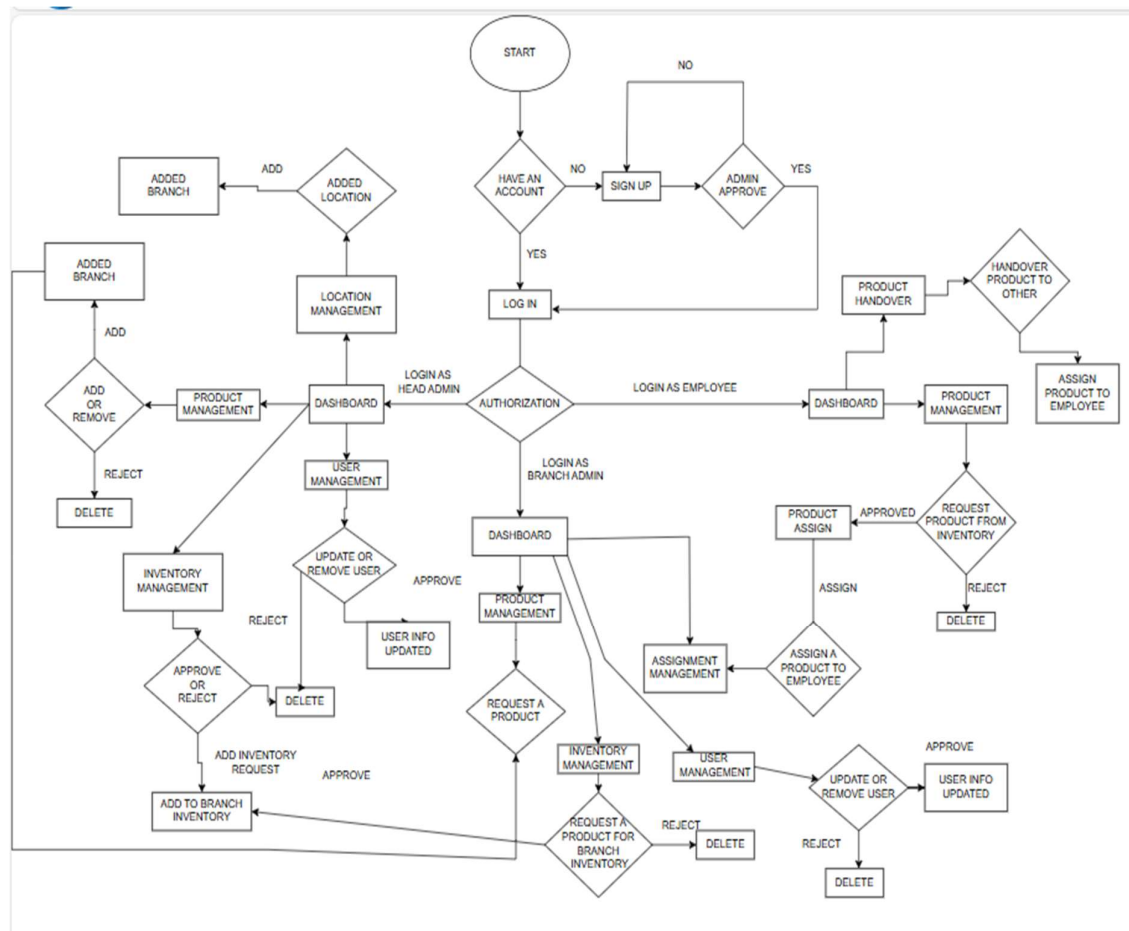 START
NO
HAVE AN
ACCOUNT
NO
SIGN UP
ADMIN
APPROVE
YES
YES
LOG IN
ADDED
BRANCH
ADD
ADDED
LOCATION
ADDED
BRANCH
LOCATION
MANAGEMENT
ADD
ADD
OR
REMOVE
PRODUCT
MANAGEMENT
DASHBOARD
LOGIN AS
HEAD ADMIN
AUTHORIZATION
LOGIN AS EMPLOYEE
DASHBOARD
PRODUCT
HANDOVER
HANDOVER
PRODUCT TO
OTHER
ASSIGN
PRODUCT TO
EMPLOYEE
PRODUCT
MANAGEMENT
REJECT
DELETE
USER
MANAGEMENT
LOGIN AS
BRANCH ADMIN
INVENTORY
MANAGEMENT
UPDATE OR
REMOVE USER
REJECT
APPROVE
USER INFO
UPDATED
DASHBOARD
PRODUCT
MANAGEMENT
PRODUCT
ASSIGN
APPROVED
REQUEST
PRODUCT FROM
INVENTORY
REJECT
DELETE
ASSIGN
APPROVE
OR
REJECT
DELETE
REQUEST A
PRODUCT
ASSIGNMENT
MANAGEMENT
ASSIGN A
PRODUCT TO
EMPLOYEE
ADD INVENTORY
REQUEST
APPROVE
ADD TO BRANCH
INVENTORY
INVENTORY
MANAGEMENT
USER
MANAGEMENT
UPDATE OR
REMOVE USER
APPROVE
USER INFO
UPDATED
REQUEST A
PRODUCT FOR
BRANCH
INVENTORY
REJECT
DELETE
REJECT
DELETE